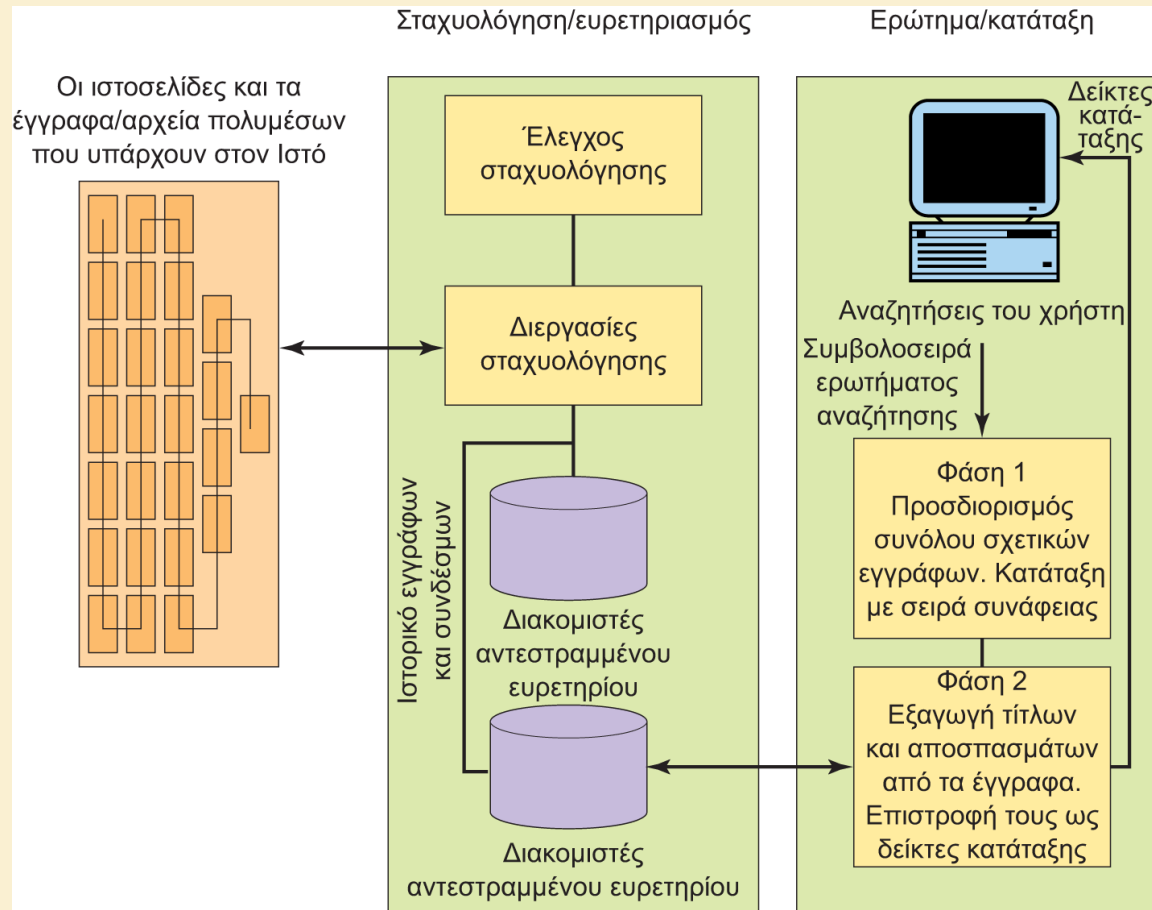 Σταχυολόγηση/ευρετηριασμός
Ερώτημα/κατάταξη
Οι ιστοσελίδες και τα
έγγραφα/αρχεία πολυμέσων
που υπάρχουν στον Ιστό
Έλεγχος
σταχυολόγησης
Διεργασίες
σταχυολόγησης
Ιστορικό εγγράφων
και συνδέσμων
Διακομιστές
αντεστραμμένου
ευρετηρίου
Διακομιστές
αντεστραμμένου ευρετηρίου
Δείκτες
κατά-
ταξης
Αναζητήσεις του χρήστη
Συμβολοσειρά
ερωτήματος
αναζήτησης
Φάση 1
Προσδιορισμός
συνόλου σχετικών
εγγράφων. Κατάταξη
με σειρά συνάφειας
Φάση 2
Εξαγωγή τίτλων
και αποσπασμάτων
από τα έγγραφα.
Επιστροφή τους ως
δείκτες κατάταξης